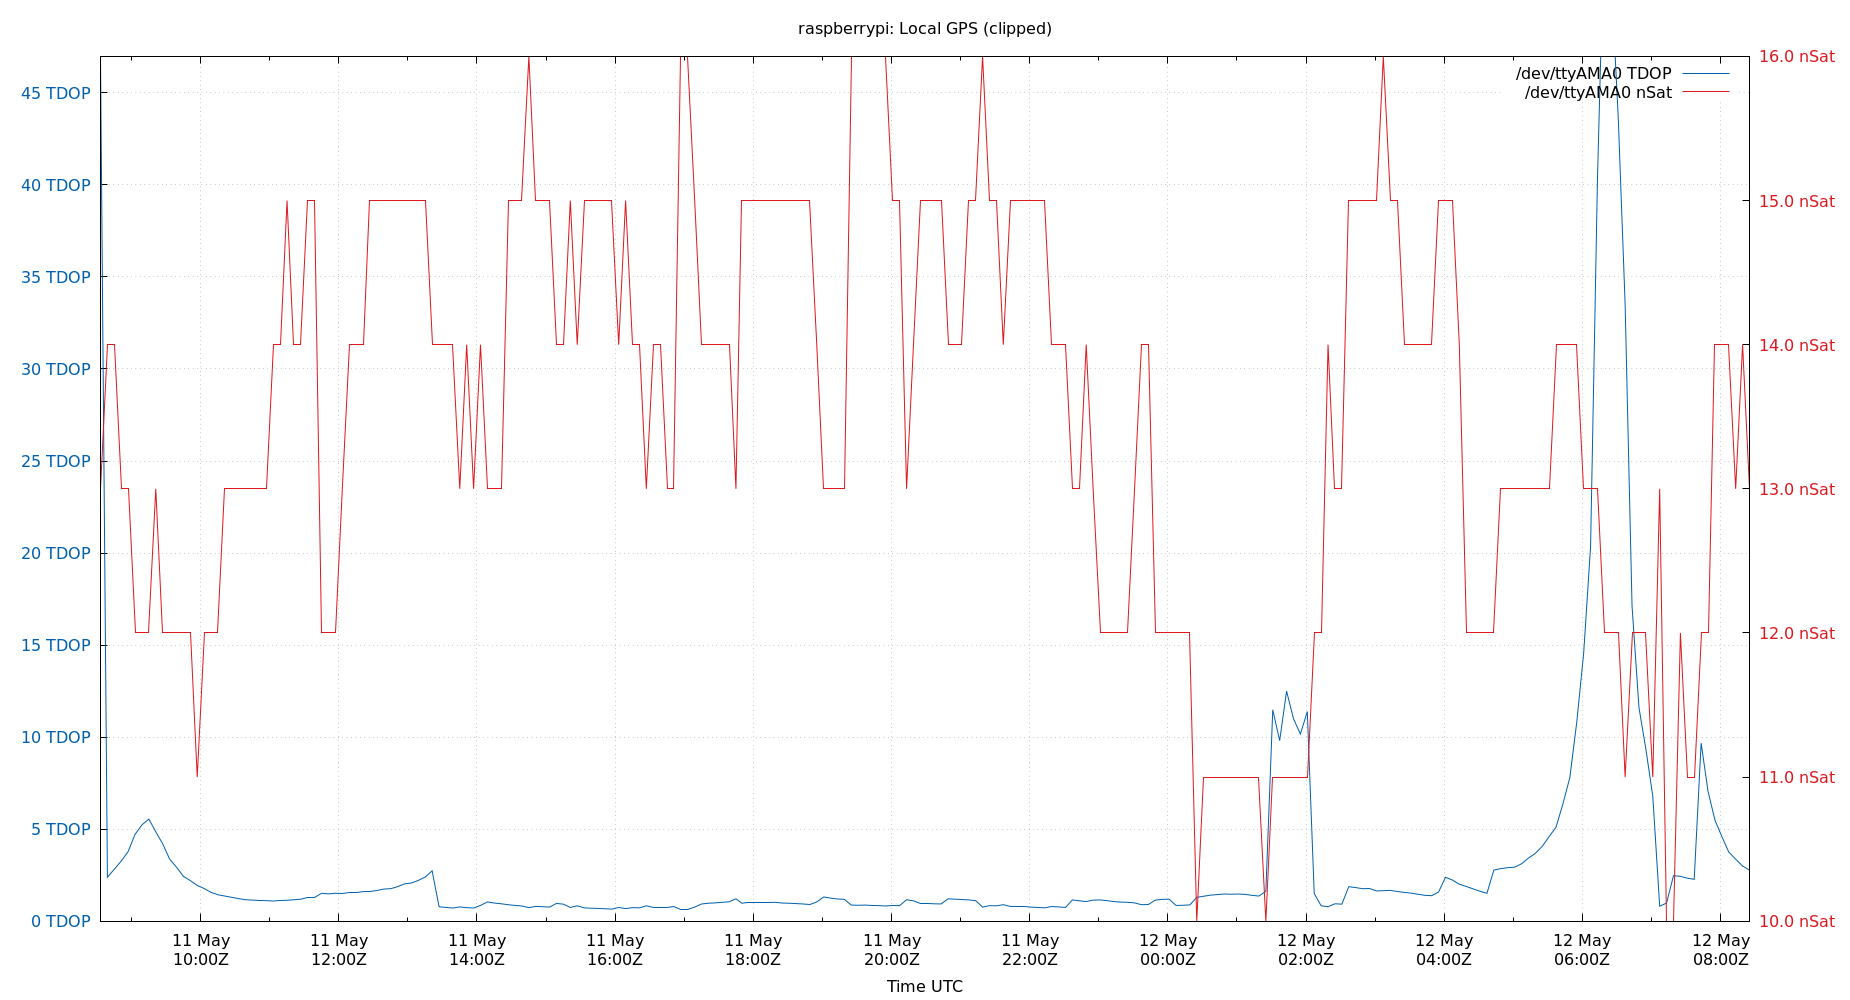 raspberrypi: Local GPS (clipped)
16.0 nSat
/dev/ttyAMA0 TDOP
/dev/ttyAMA0 nSat
45 TDOP
40 TDOP
15.0 nSat
35 TDOP
14.0 nSat
30 TDOP
25 TDOP
13.0 nSat
20 TDOP
12.0 nSat
15 TDOP
10 TDOP
11.0 nSat
5 TDOP
0 TDOP
10.0 nSat
11 May 11 May 11 May 11 May 11 May 11 May 11 May 12 May 12 May 12 May 12 May 12 May
10:00Z 12:00Z 14:00Z 16:00Z 18:00Z 20:00Z 22:00Z 00:00Z 02:00Z 04:00Z 06:00Z 08:00Z
Time UTC